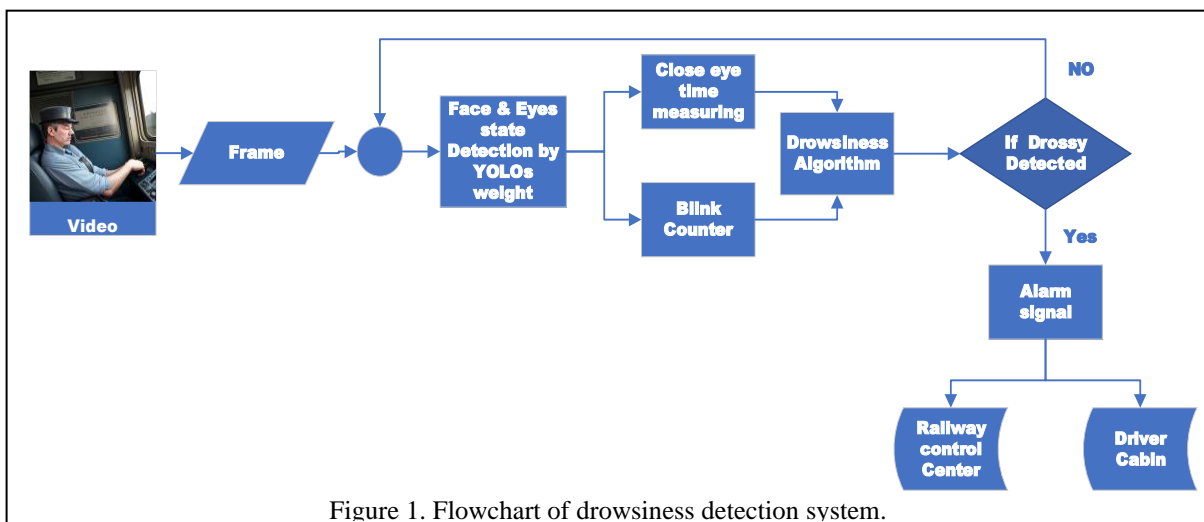 Video
Frame
Face & Eyes
state
Detection by
YOLOs
weight
Close eye
time
measuring
Blink
Counter
Drowsiness
Algorithm
If Drossy
Detected
NO
Yes
Alarm
signal
Railway
control
Center
Driver
Cabin
Figure 1. Flowchart of drowsiness detection system.